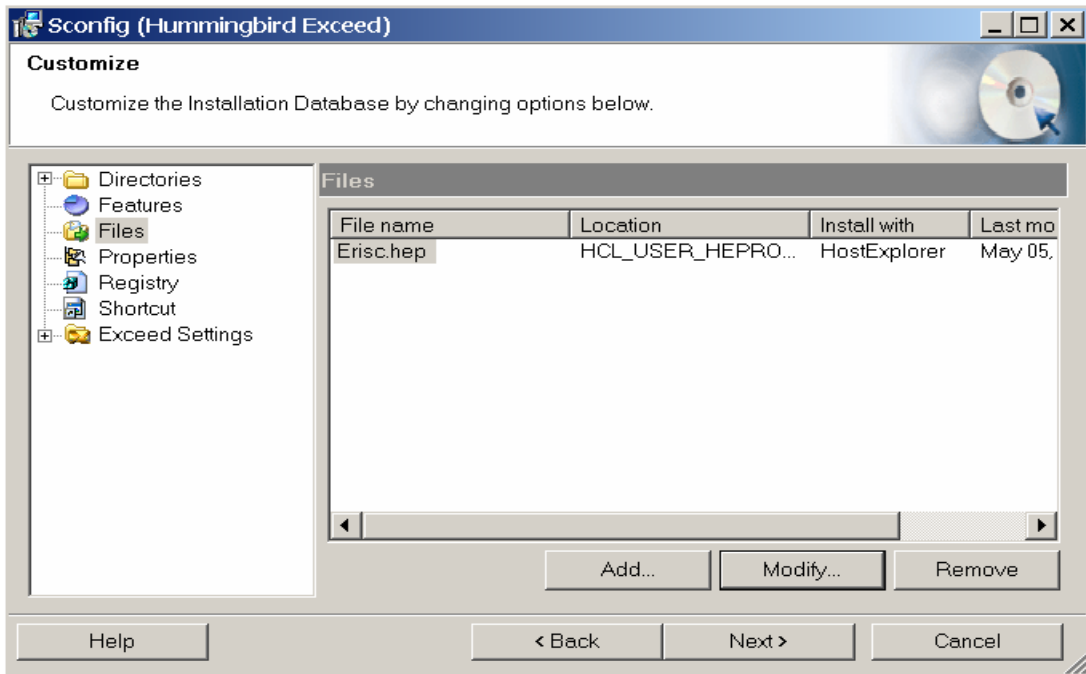 Sconfig (Hummingbird Exceed)
Customize
Customize the Installation Database by changing options below.
Directories
Features
Files
Properties
Registry
Shortcut
Exceed Settings
Files
File name Location Install with Last mo
Erisc.hep HCL_USER_HEPRO... HostExplorer May 05,
Add... Modify... Remove
Help < Back Next > Cancel